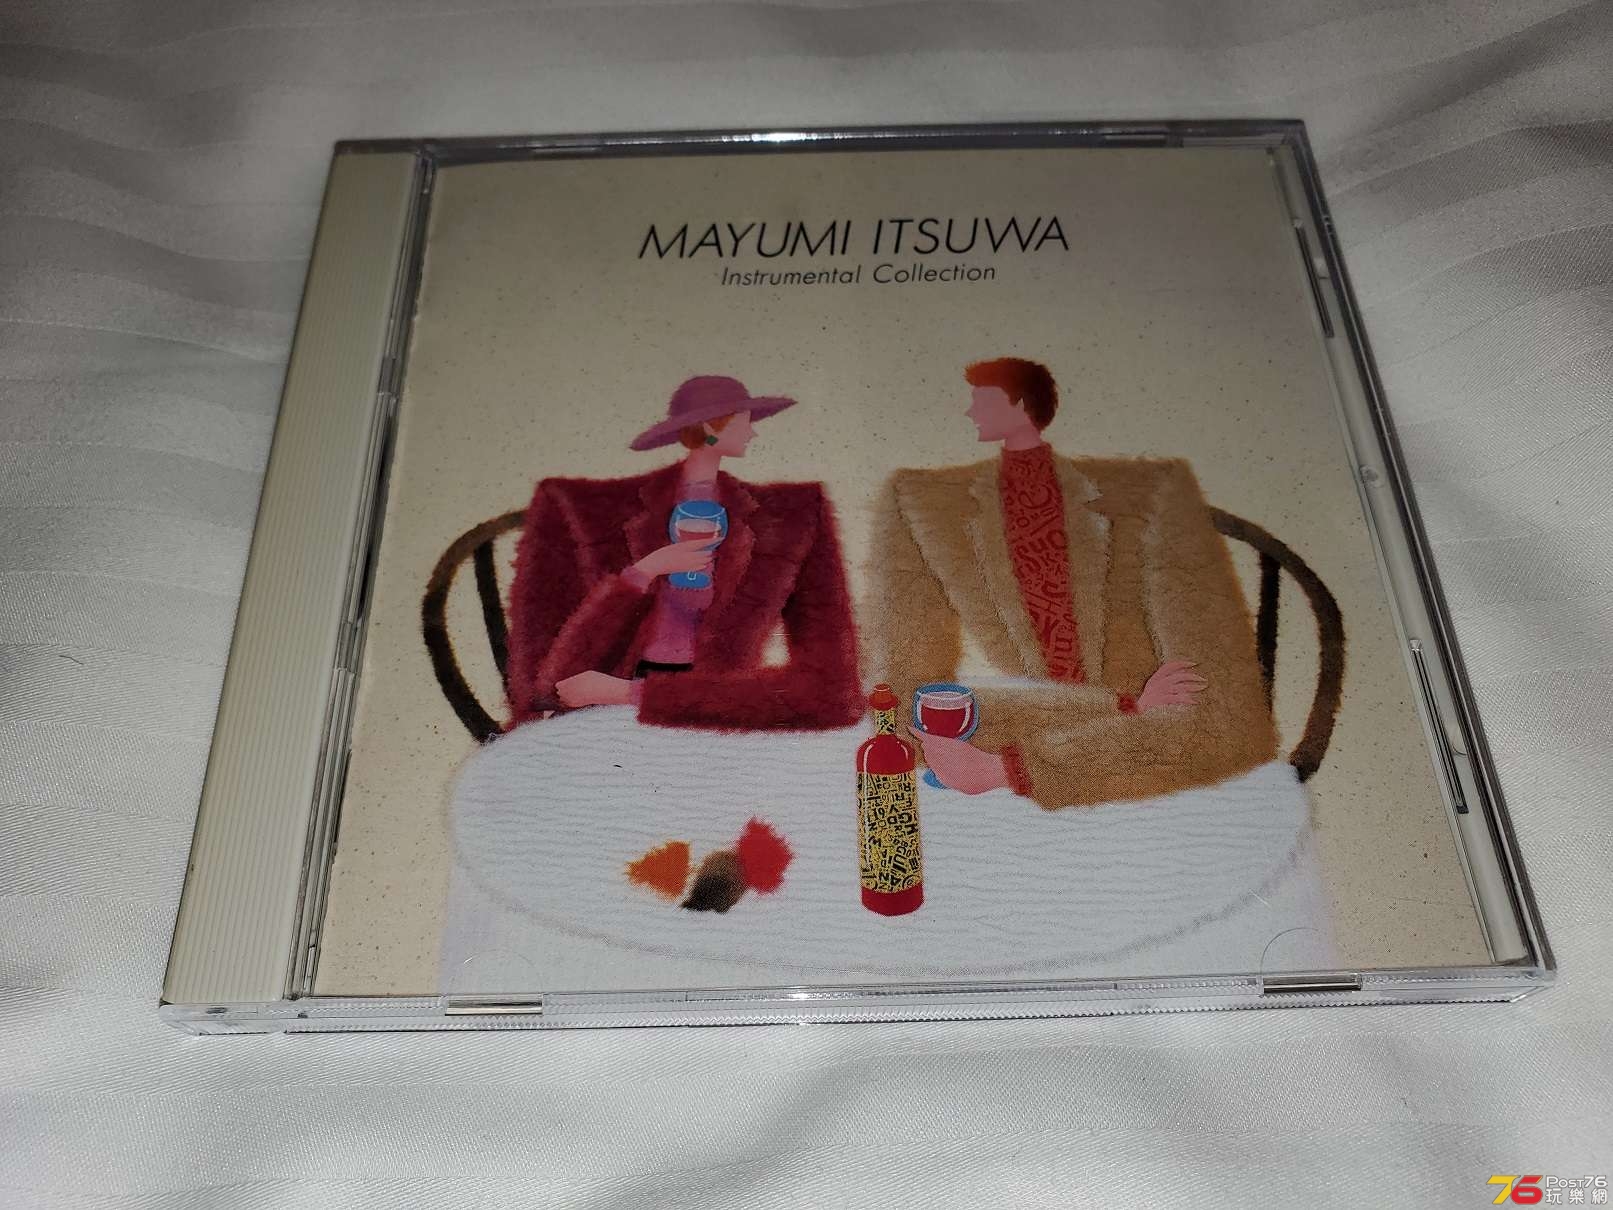 MAYUMI ITSUWA
Instrumental Collection
76 Post76
玩樂網